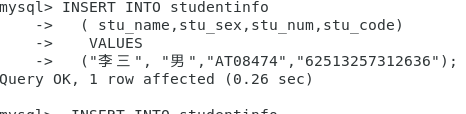 mysql> INSERT INTO studentinfo
    ->   ( stu_name,stu_sex,stu_num,stu_code)
    ->    VALUES
    ->   ("李三", "男","AT08474","62513257312636");
Query OK, 1 row affected (0.26 sec)
mysql>  INSERT INTO studentinfo